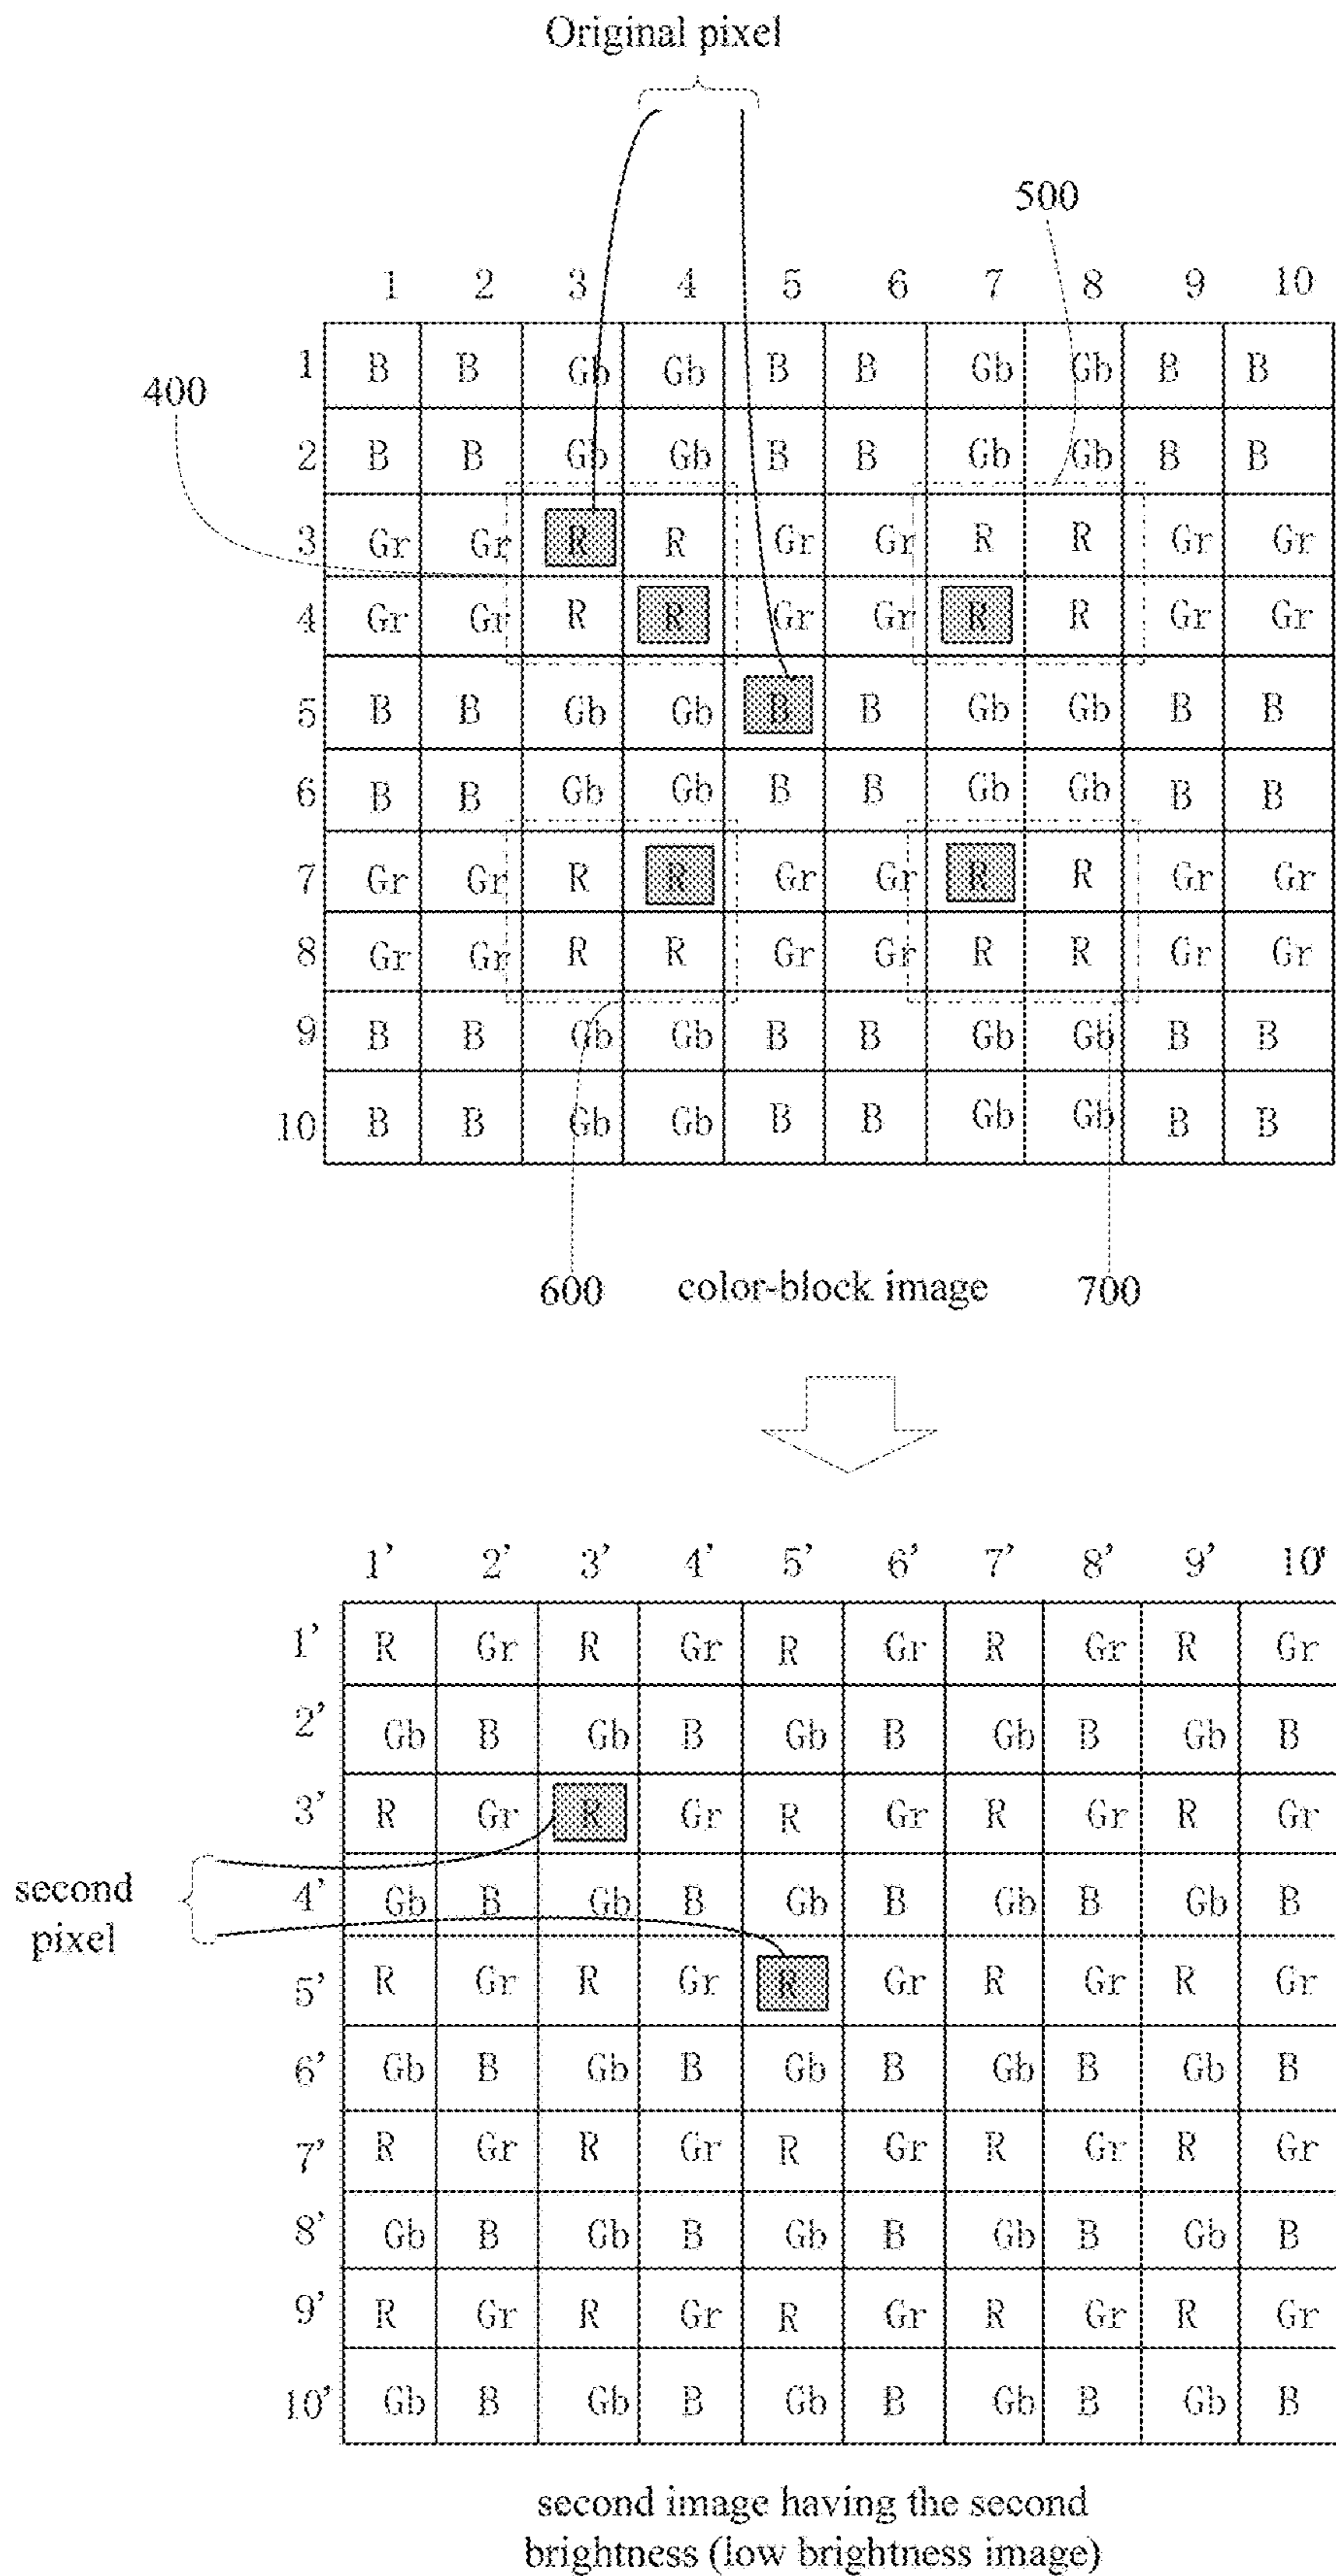 Original pixel
500
1 2 3 4 5 6 7 8 9 10
400
1 B B Gb Gb B B Gb Gb B B
2 B B Gb Gb B B Gb Gb B B
3 Gr Gr R R Gr Gr R R Gr Gr
4 Gr Gr R R Gr Gr R R Gr Gr
5 B B Gb Gb B B Gb Gb B B
6 B B Gb Gb B B Gb Gb B B
7 Gr Gr R R Gr Gr R R Gr Gr
8 Gr Gr R R Gr Gr R R Gr Gr
9 B B Gb Gb B B Gb Gb B B
10 B B Gb Gb B B Gb Gb B B
600 color-block image 700
1' 2' 3' 4' 5' 6' 7' 8' 9' 10'
1' R Gr R Gr R Gr R Gr R Gr
2' Gb B Gb B Gb B Gb B Gb B
3' R Gr R Gr R Gr R Gr R Gr
4' Gb B Gb B Gb B Gb B Gb B
second
pixel
5' R Gr R Gr R Gr R Gr R Gr
6' Gb B Gb B Gb B Gb B Gb B
7' R Gr R Gr R Gr R Gr R Gr
8' Gb B Gb B Gb B Gb B Gb B
9' R Gr R Gr R Gr R Gr R Gr
10' Gb B Gb B Gb B Gb B Gb B
second image having the second
brightness (low brightness image)